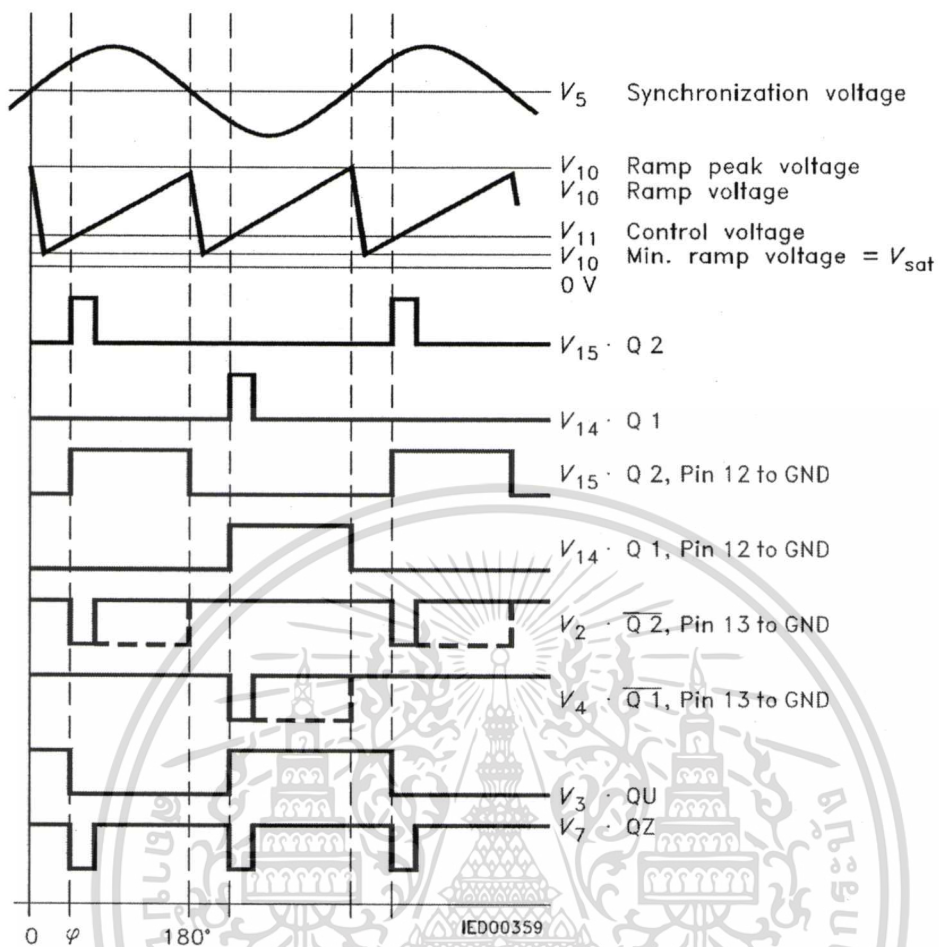 V5 Synchronization voltage
V10 Ramp peak voltage
V10 Ramp voltage
V11 Control voltage
V10 Min. ramp voltage = Vsat
0 V
V15 · Q 2
V14 · Q 1
V15 · Q 2, Pin 12 to GND
V14 · Q 1, Pin 12 to GND
V2 · Q̅ ̅2̅, Pin 13 to GND
V4 · Q̅ ̅1̅, Pin 13 to GND
V3 · QU
V7 · QZ
0 φ 180°
IED00359